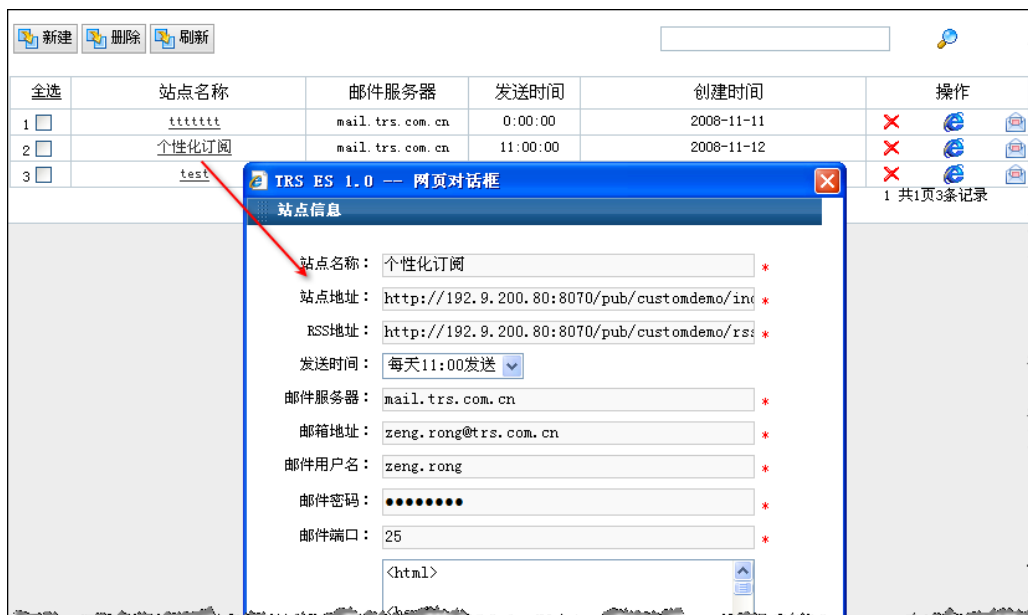 新建 删除 刷新
全选 站点名称 邮件服务器 发送时间 创建时间 操作
1 ttttttt mail.trs.com.cn 0:00:00 2008-11-11
2 个性化订阅 mail.trs.com.cn 11:00:00 2008-11-12
3 test
1 共1页3条记录
TRS ES 1.0 -- 网页对话框
站点信息
站点名称： 个性化订阅 *
站点地址： http://192.9.200.80:8070/pub/customdemo/in *
RSS地址： http://192.9.200.80:8070/pub/customdemo/rs *
发送时间： 每天11:00发送
邮件服务器： mail.trs.com.cn *
邮箱地址： zeng.rong@trs.com.cn *
邮件用户名： zeng.rong *
邮件密码： ●●●●●●●● *
邮件端口： 25 *
<html>